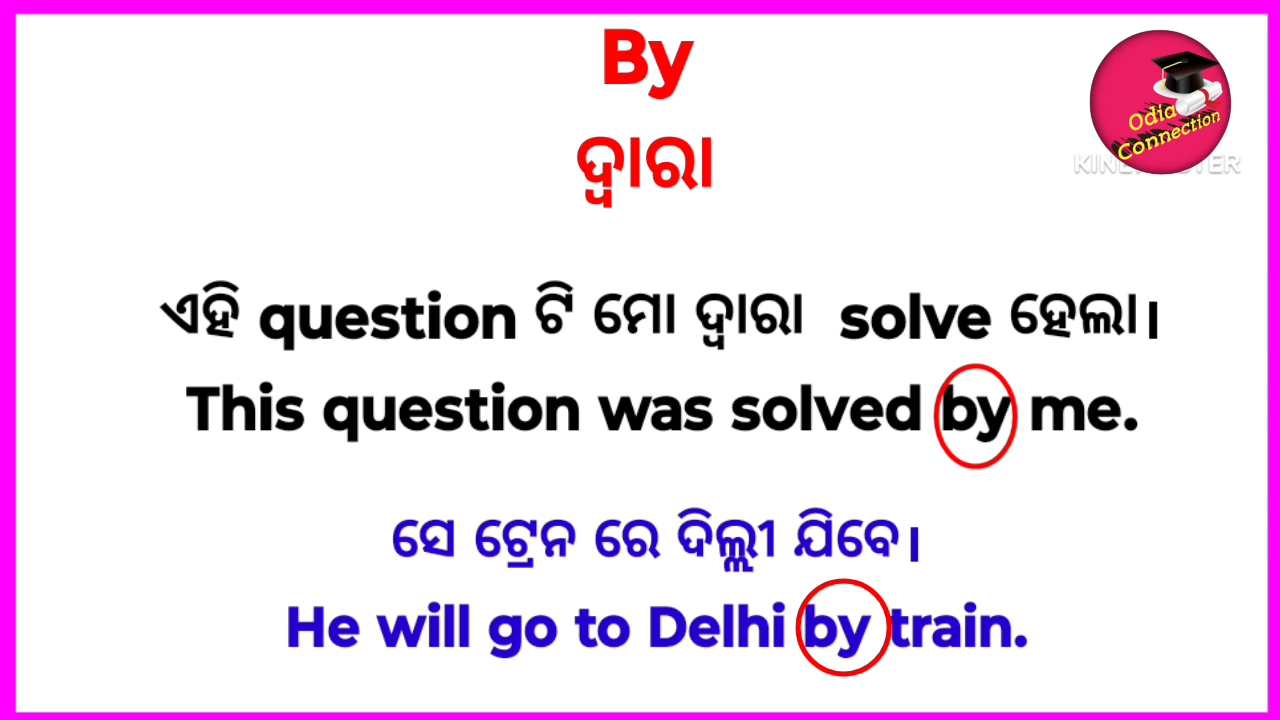 By
ଦ୍ୱାରା
Odia
Connection
ଏହି question ଟି ମୋ ଦ୍ୱାରା solve ହେଲା।
This question was solved by me.
ସେ ଟ୍ରେନ ରେ ଦିଲ୍ଲୀ ଯିବେ।
He will go to Delhi by train.